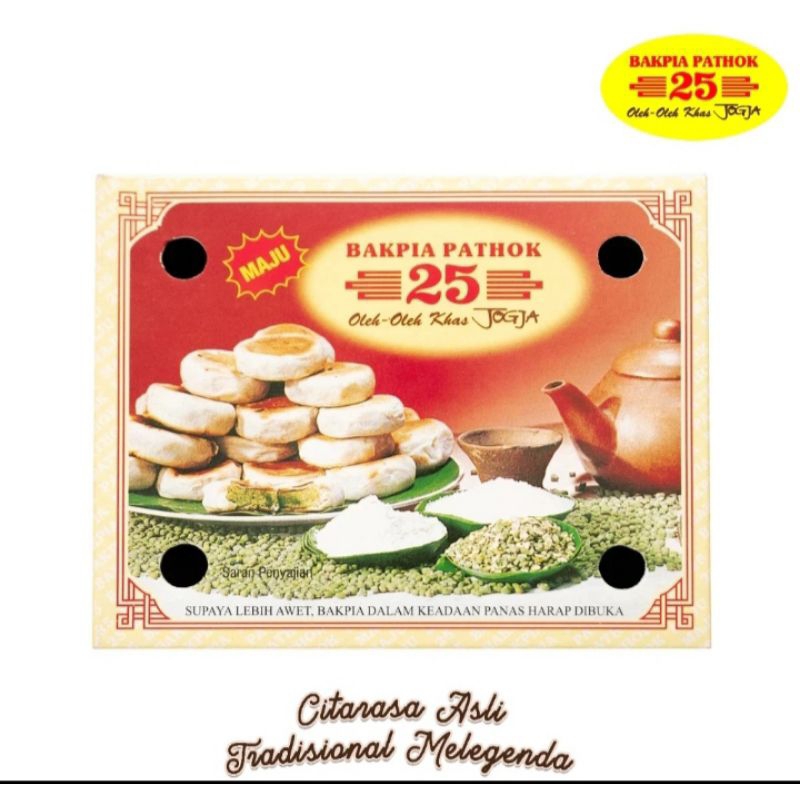 BAKPIA PATHOK
25
Oleh-Oleh Khas JOGJA
MAJU
BAKPIA PATHOK
25
Oleh-Oleh Khas JOGJA
Saran Penyajian
SUPAYA LEBIH AWET, BAKPIA DALAM KEADAAN PANAS HARAP DIBUKA
Citarasa Asli
Tradisional Melegenda